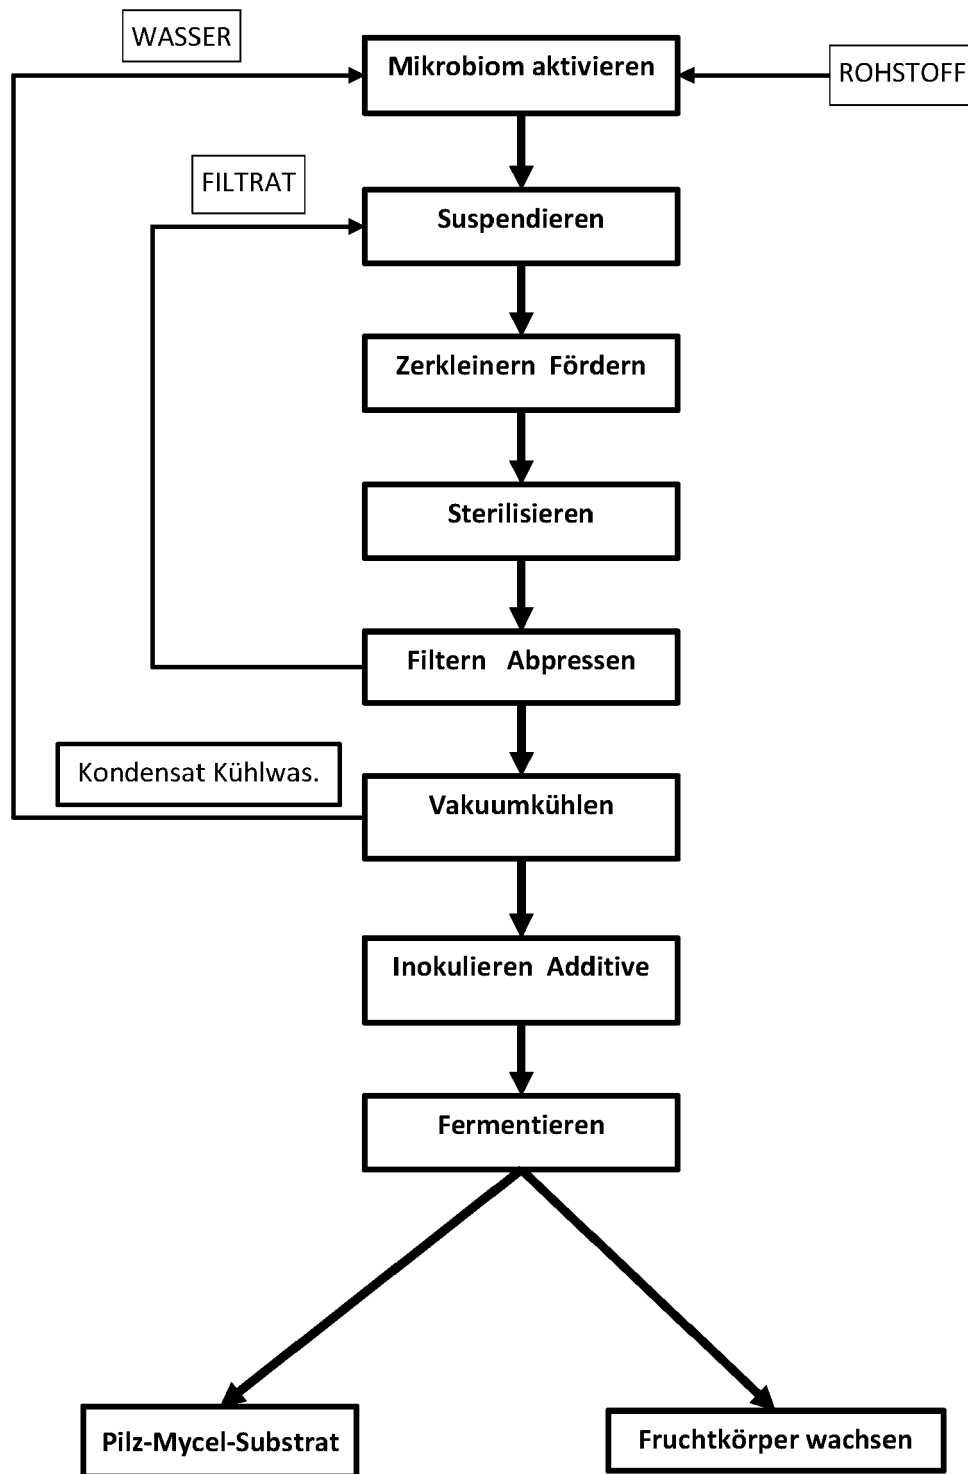 WASSER
Mikrobiom aktivieren
ROHSTOFF
FILTRAT
Suspendieren
Zerkleinern Fördern
Sterilisieren
Filtern Abpressen
Kondensat Kühlwas.
Vakuumkühlen
Inokulieren Additive
Fermentieren
Pilz-Mycel-Substrat
Fruchtkörper wachsen